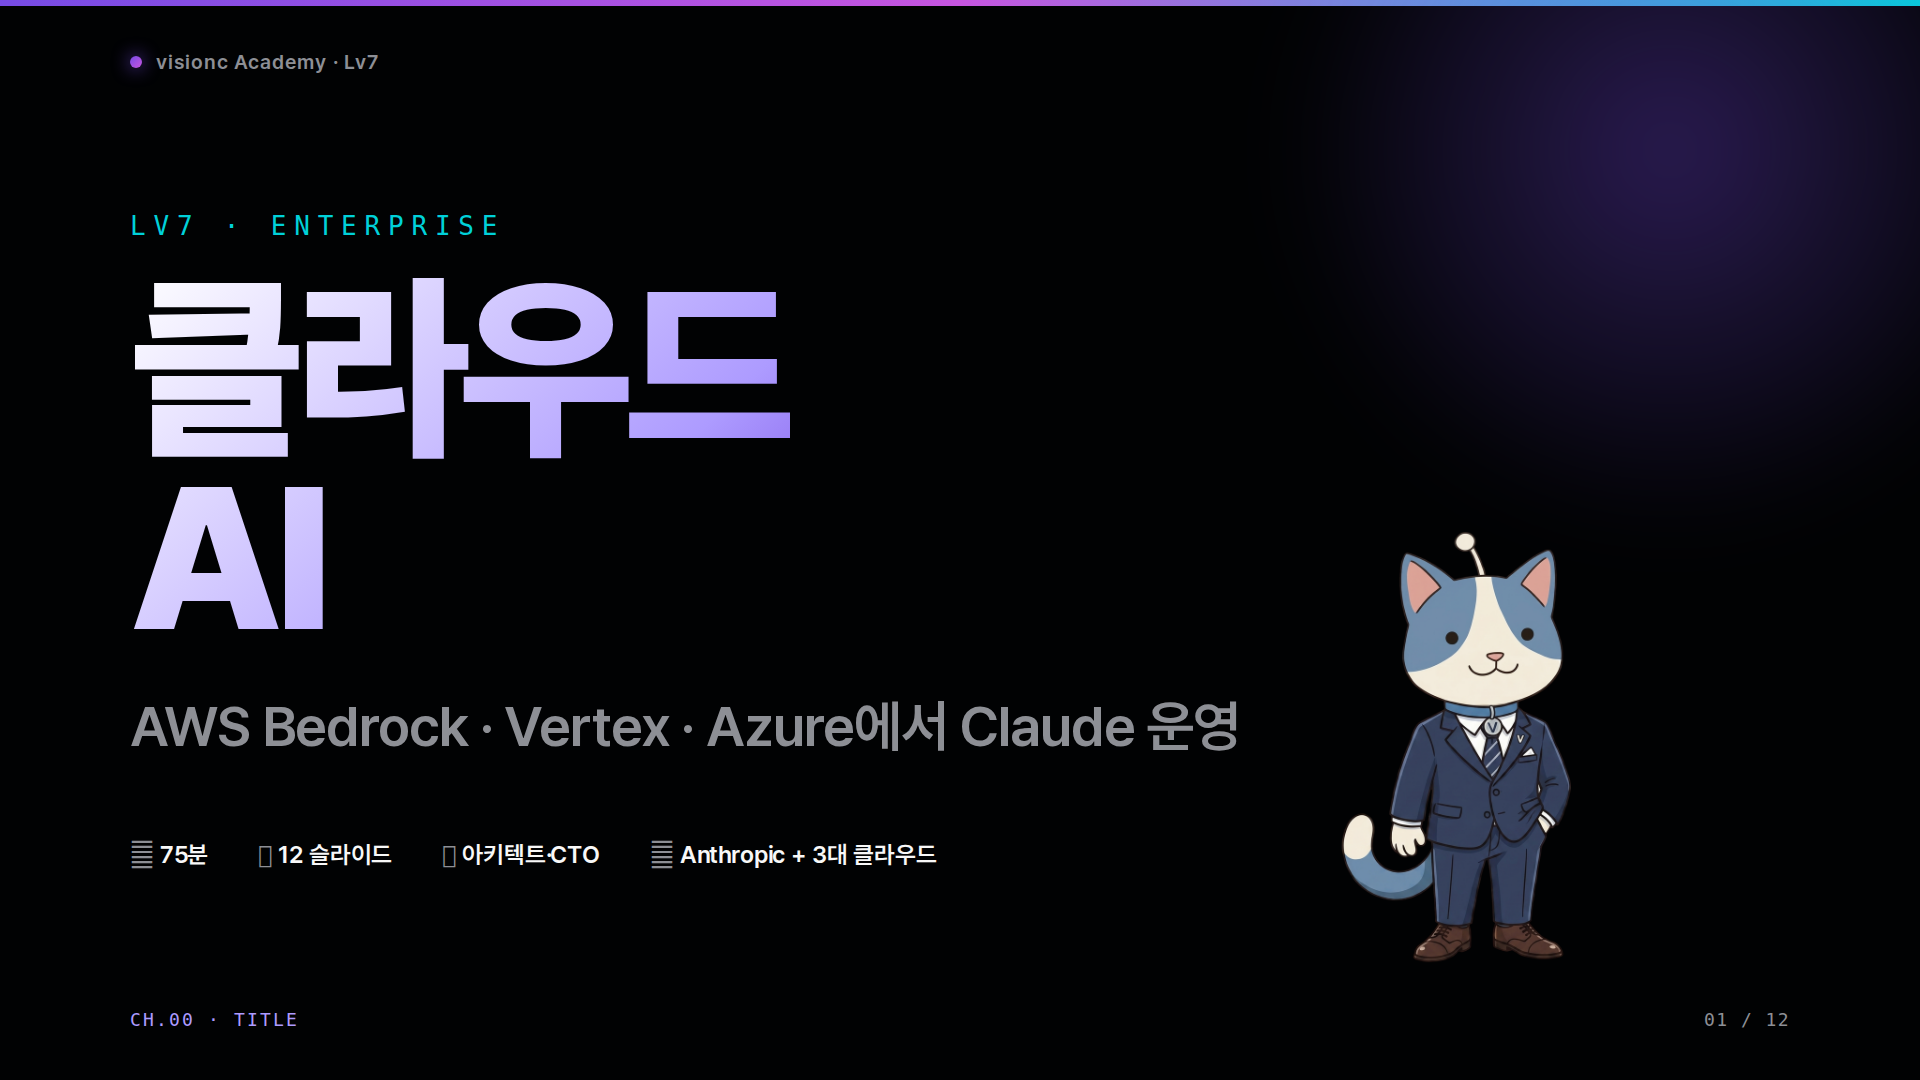 visionc Academy · Lv7
LV7 · ENTERPRISE
클라우드
AI
AWS Bedrock · Vertex · Azure에서 Claude 운영
75분 12 슬라이드 아키텍트·CTO Anthropic + 3대 클라우드
CH.00 · TITLE
01 / 12